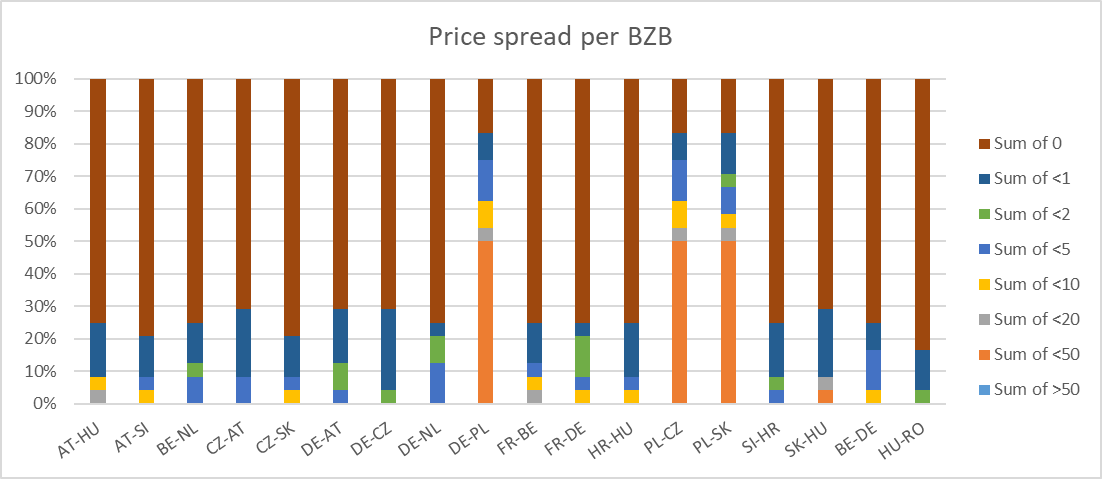 Price spread per BZB
100%
90%
80%
70%
60%
50%
40%
30%
20%
10%
0%
AT-HU
AT-SI
BE-NL
CZ-AT
CZ-SK
DE-AT
DE-CZ
DE-NL
DE-PL
FR-BE
FR-DE
HR-HU
PL-CZ
PL-SK
SI-HR
SK-HU
BE-DE
HU-RO
Sum of 0
Sum of <1
Sum of <2
Sum of <5
Sum of <10
Sum of <20
Sum of <50
Sum of >50